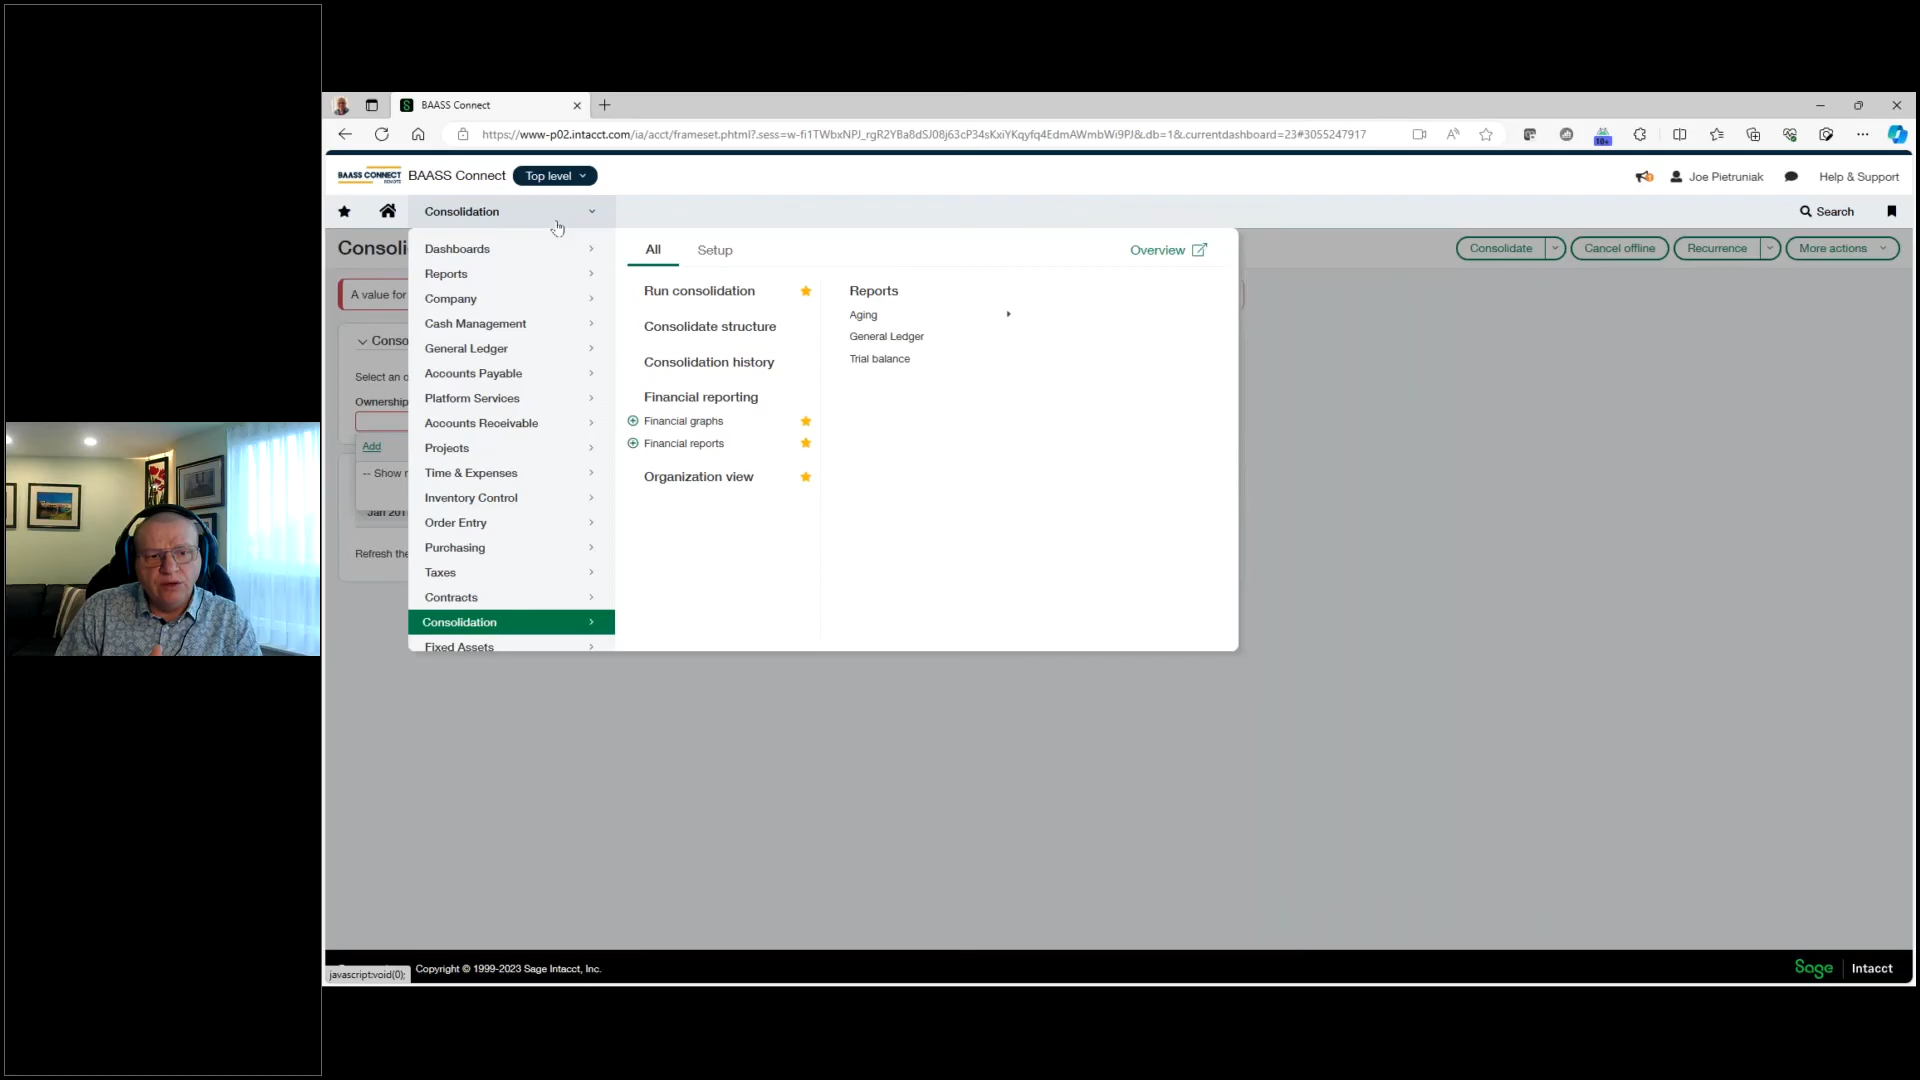 BAASS Connect
https://www-p02.intacct.com/ia/acct/frameset.phtml?.sess=w-fi1TWbxNPJ_rgR2YBa8dSJ08j63cP34sKxiYKqyfq4EdmAWmbWi9PJ&.db=1&.currentdashboard=23#3055247917
10+
BAASS CONNECT
BAASS Connect
Top level
Joe Pietruniak
Help & Support
Consolidation
Search
Consoli
Consolidate
Cancel offline
Recurrence
More actions
A value for
Conso
Select an o
Ownership
Add
-- Show r
Jan 201
Refresh the
Dashboards
Reports
Company
Cash Management
General Ledger
Accounts Payable
Platform Services
Accounts Receivable
Projects
Time & Expenses
Inventory Control
Order Entry
Purchasing
Taxes
Contracts
Consolidation
Fixed Assets
All
Setup
Overview
Run consolidation
Consolidate structure
Consolidation history
Financial reporting
Financial graphs
Financial reports
Organization view
Reports
Aging
General Ledger
Trial balance
javascript:void(0);
Copyright © 1999-2023 Sage Intacct, Inc.
Sage
Intacct